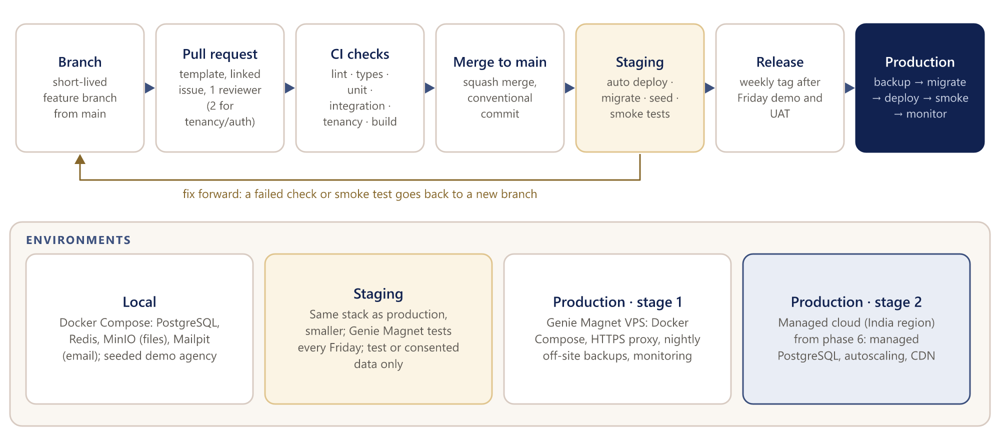 Branch
short-lived
feature branch
from main
Pull request
template, linked
issue, 1 reviewer
(2 for
tenancy/auth)
CI checks
lint · types ·
unit ·
integration ·
tenancy · build
Merge to main
squash merge,
conventional
commit
Staging
auto deploy ·
migrate · seed ·
smoke tests
Release
weekly tag after
Friday demo and
UAT
Production
backup → migrate
→ deploy → smoke
→ monitor
fix forward: a failed check or smoke test goes back to a new branch
ENVIRONMENTS
Local
Docker Compose: PostgreSQL,
Redis, MinIO (files), Mailpit
(email); seeded demo agency
Staging
Same stack as production,
smaller; Genie Magnet tests
every Friday; test or consented
data only
Production · stage 1
Genie Magnet VPS: Docker
Compose, HTTPS proxy, nightly
off-site backups, monitoring
Production · stage 2
Managed cloud (India region)
from phase 6: managed
PostgreSQL, autoscaling, CDN